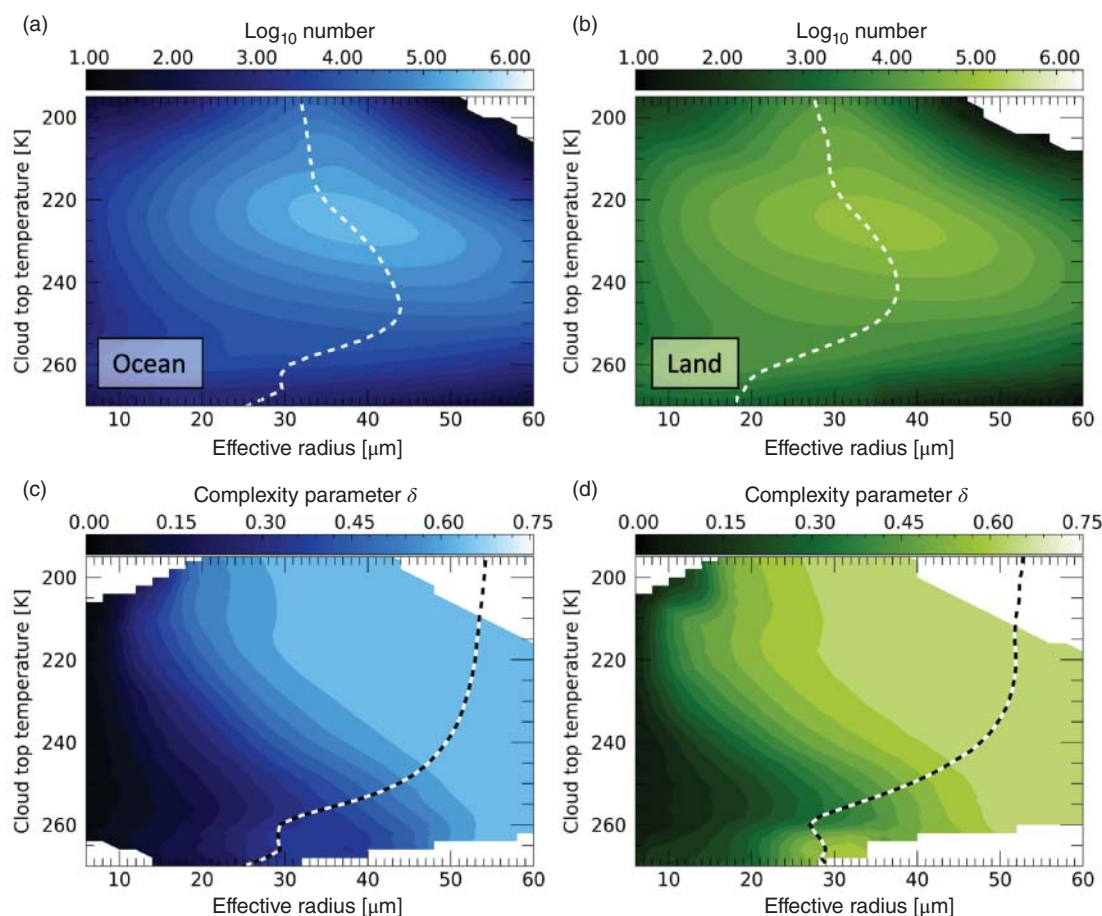 (a)
Log₁₀ number
1.00 2.00 3.00 4.00 5.00 6.00
Cloud top temperature [K]
200
220
240
260
Ocean
10 20 30 40 50 60
Effective radius [μm]
(b)
Log₁₀ number
1.00 2.00 3.00 4.00 5.00 6.00
Cloud top temperature [K]
200
220
240
260
Land
10 20 30 40 50 60
Effective radius [μm]
(c)
Complexity parameter δ
0.00 0.15 0.30 0.45 0.60 0.75
Cloud top temperature [K]
200
220
240
260
10 20 30 40 50 60
Effective radius [μm]
(d)
Complexity parameter δ
0.00 0.15 0.30 0.45 0.60 0.75
Cloud top temperature [K]
200
220
240
260
10 20 30 40 50 60
Effective radius [μm]